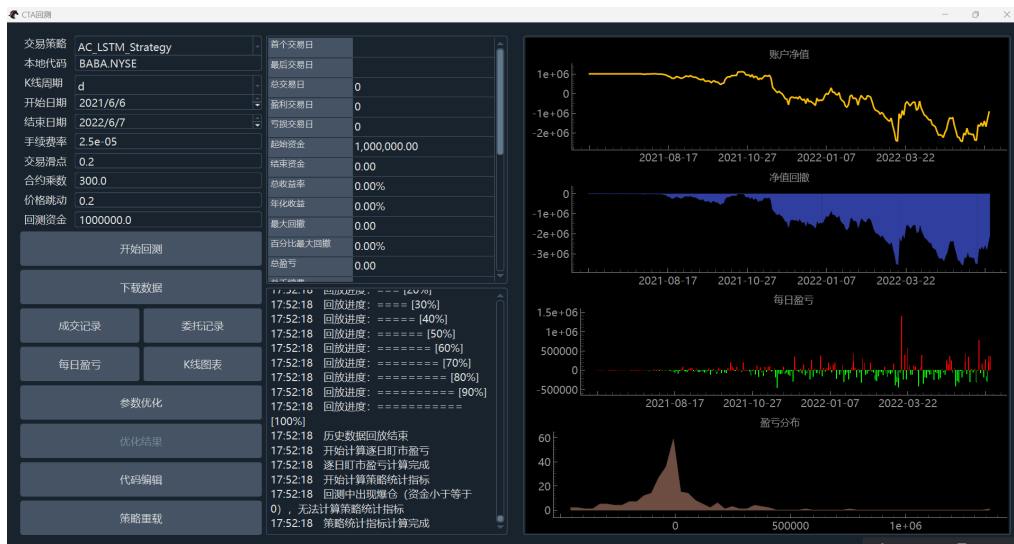 CTA回测
交易策略 AC_LSTM_Strategy
本地代码 BABA.NYSE
K线周期 d
开始日期 2021/6/6
结束日期 2022/6/7
手续费率 2.5e-05
交易滑点 0.2
合约乘数 300.0
价格跳动 0.2
回测资金 1000000.0
开始回测
下载数据
成交记录 委托记录
每日盈亏 K线图表
参数优化
优化结果
代码编辑
策略重载
首个交易日
最后交易日
总交易日 0
盈利交易日 0
亏损交易日 0
起始资金 1,000,000.00
结束资金 0.00
总收益率 0.00%
年化收益 0.00%
最大回撤 0.00
百分比最大回撤 0.00%
总盈亏 0.00
17:52:18 回放进度：=== [20%]
17:52:18 回放进度：==== [30%]
17:52:18 回放进度：===== [40%]
17:52:18 回放进度：====== [50%]
17:52:18 回放进度：======= [60%]
17:52:18 回放进度：======== [70%]
17:52:18 回放进度：========= [80%]
17:52:18 回放进度：========== [90%]
17:52:18 回放进度：===========
[100%]
17:52:18 历史数据回放结束
17:52:18 开始计算逐日盯市盈亏
17:52:18 逐日盯市盈亏计算完成
17:52:18 开始计算策略统计指标
17:52:18 回测中出现爆仓（资金小于等于
0），无法计算策略统计指标
17:52:18 策略统计指标计算完成
账户净值
1e+06
0
-1e+06
-2e+06
2021-08-17 2021-10-27 2022-01-07 2022-03-22
净值回撤
0
-1e+06
-2e+06
-3e+06
2021-08-17 2021-10-27 2022-01-07 2022-03-22
每日盈亏
1.5e+06
1e+06
500000
0
-500000
2021-08-17 2021-10-27 2022-01-07 2022-03-22
盈亏分布
60
40
20
0
0 500000 1e+06